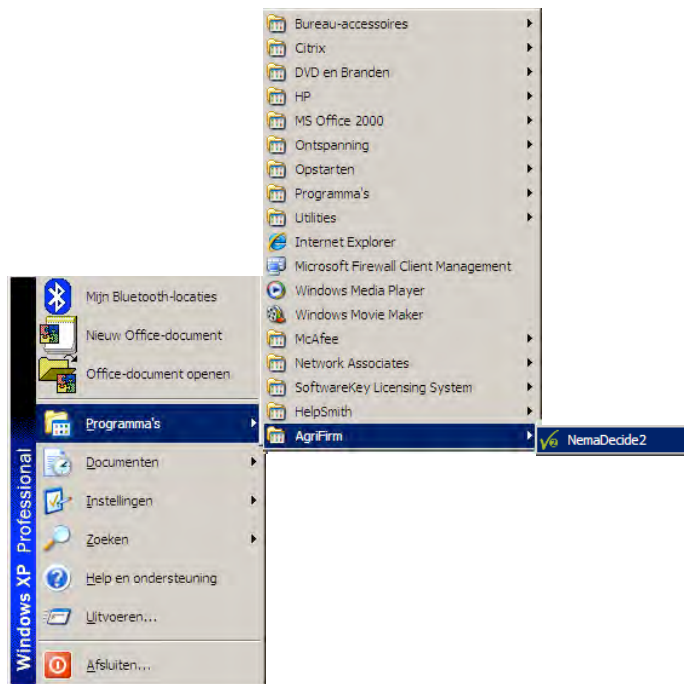 Bureau-accessoires
Citrix
DVD en Branden
HP
MS Office 2000
Ontspanning
Opstarten
Programma's
Utilities
Internet Explorer
Microsoft Firewall Client Management
Windows Media Player
Windows Movie Maker
McAfee
Network Associates
SoftwareKey Licensing System
HelpSmith
AgriFirm
NemaDecide2
Mijn Bluetooth-locaties
Nieuw Office-document
Office-document openen
Programma's
Documenten
Instellingen
Zoeken
Help en ondersteuning
Uitvoeren...
Afsluiten...
Windows XP Professional